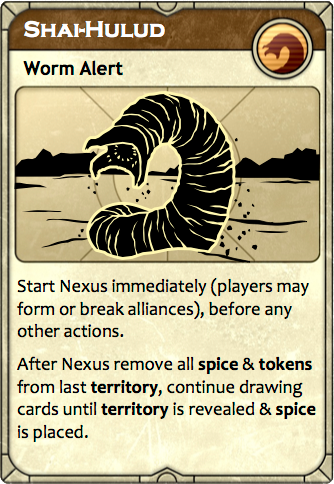 Shai-Hulud
Worm Alert
Start Nexus immediately (players may
form or break alliances), before any
other actions.
After Nexus remove all spice & tokens
from last territory, continue drawing
cards until territory is revealed & spice
is placed.